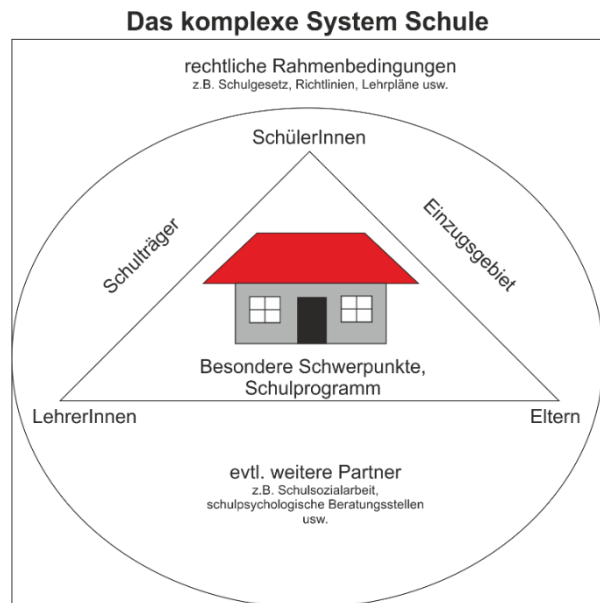 Das komplexe System Schule
rechtliche Rahmenbedingungen
z.B. Schulgesetz, Richtlinien, Lehrpläne usw.
SchülerInnen
Schulträger
Einzugsgebiet
Besondere Schwerpunkte,
Schulprogramm
LehrerInnen
Eltern
evtl. weitere Partner
z.B. Schulsozialarbeit,
schulpsychologische Beratungsstellen
usw.